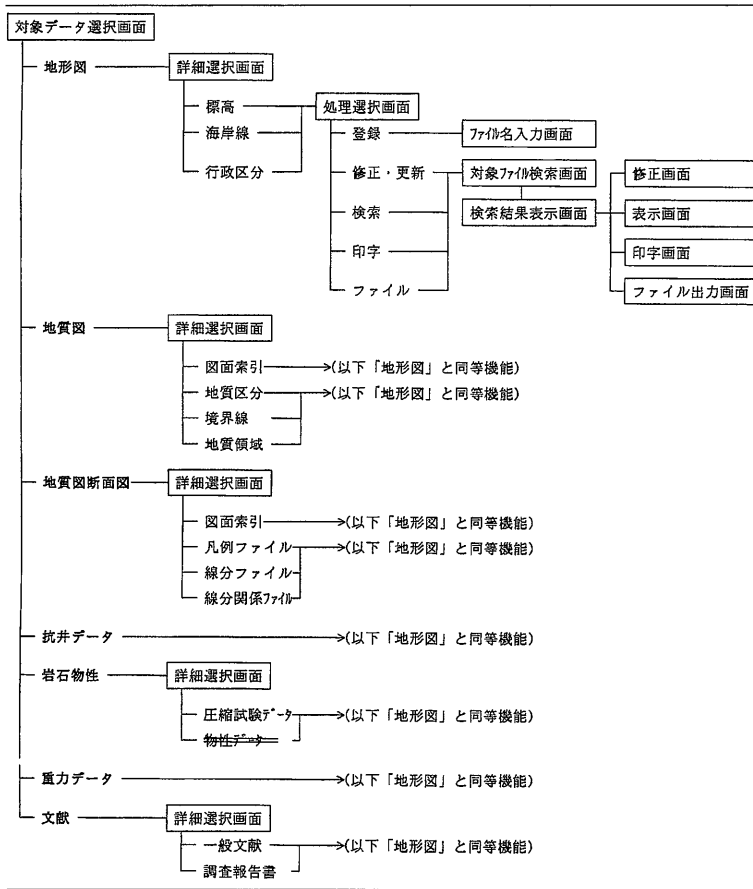 対象データ選択画面
地形図 詳細選択画面
標高 処理選択画面
海岸線 登録 ファイル名入力画面
行政区分 修正・更新 対象ファイル検索画面 修正画面
検索 検索結果表示画面 表示画面
印字 印字画面
ファイル ファイル出力画面
地質図 詳細選択画面
図面索引 (以下「地形図」と同等機能)
地質区分 (以下「地形図」と同等機能)
境界線
地質領域
地質図断面図 詳細選択画面
図面索引 (以下「地形図」と同等機能)
凡例ファイル (以下「地形図」と同等機能)
線分ファイル
線分関係ファイル
抗井データ (以下「地形図」と同等機能)
岩石物性 詳細選択画面
圧縮試験データ (以下「地形図」と同等機能)
物性データ
重力データ (以下「地形図」と同等機能)
文献 詳細選択画面
一般文献 (以下「地形図」と同等機能)
調査報告書